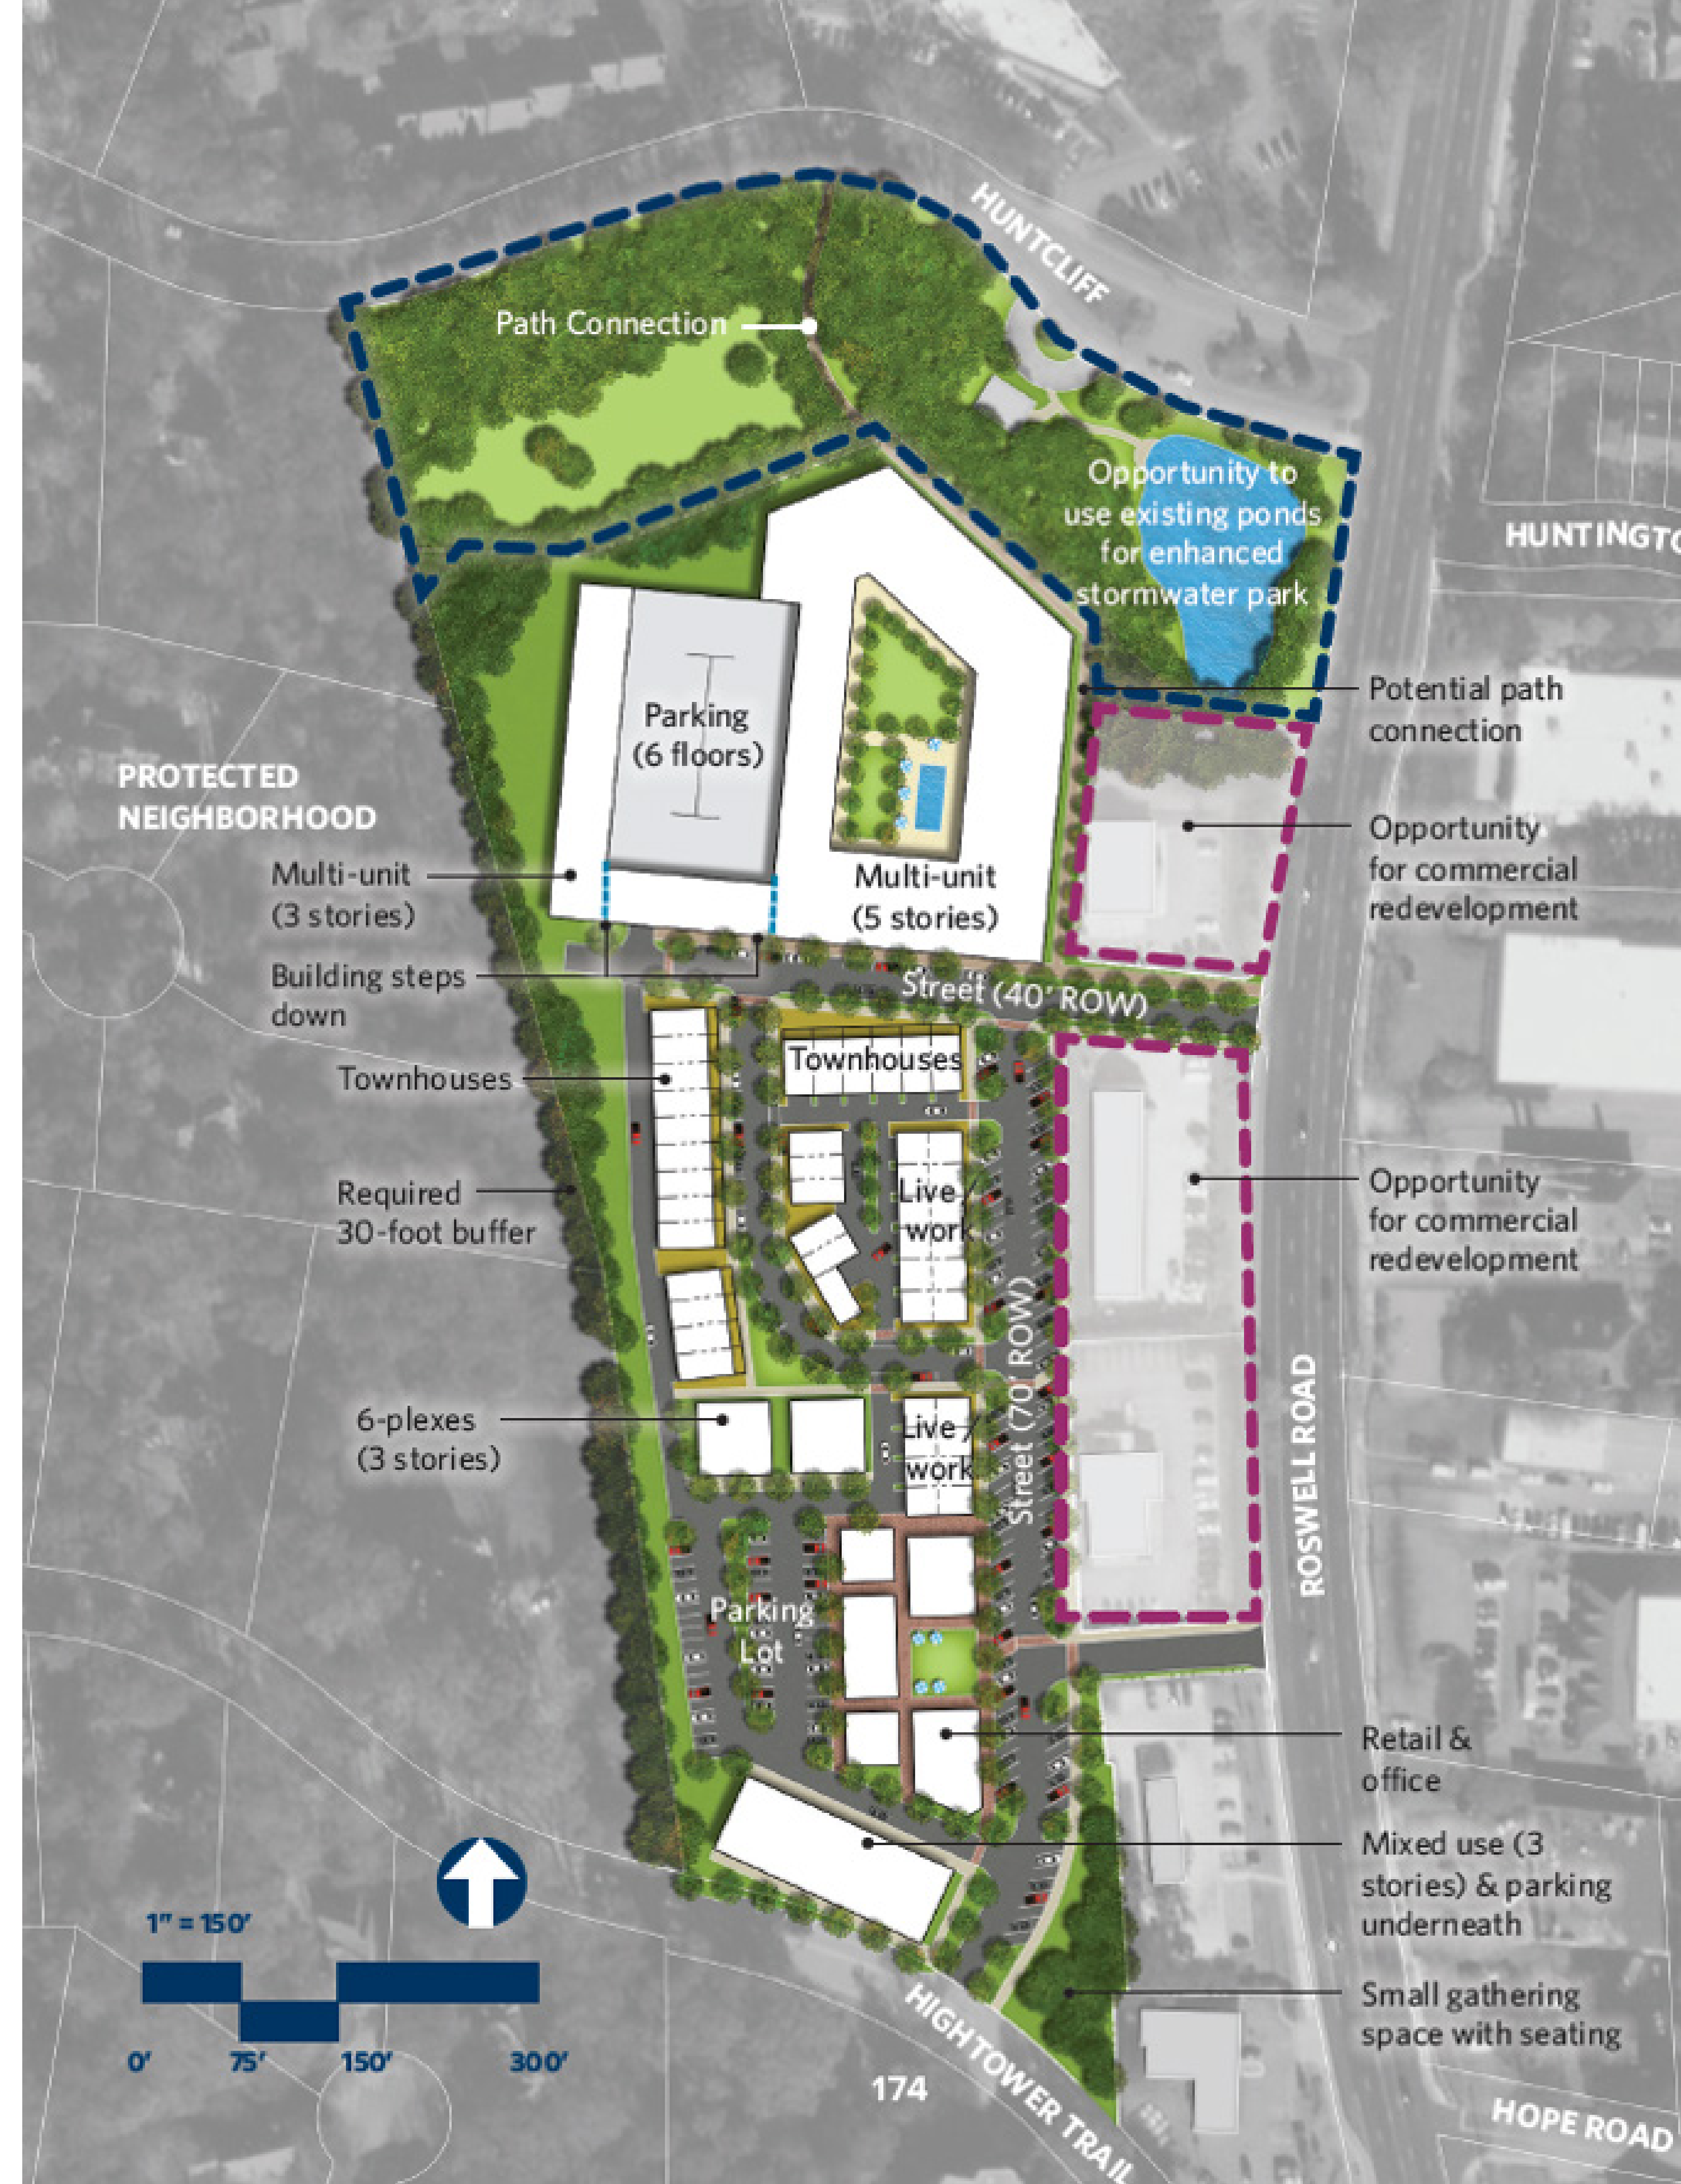 HUNTCLIFF
Path Connection
Opportunity to
use existing ponds
for enhanced
stormwater park
HUNTINGTO
Potential path
connection
Parking
(6 floors)
PROTECTED
NEIGHBORHOOD
Opportunity
for commercial
redevelopment
Multi-unit
(3 stories)
Multi-unit
(5 stories)
Building steps
down
Street (40' ROW)
Townhouses
Townhouses
Required
30-foot buffer
Live /
work
Opportunity
for commercial
redevelopment
Street (70' ROW)
ROSWELL ROAD
6-plexes
(3 stories)
Live /
work
Parking
Lot
Retail &
office
Mixed use (3
stories) & parking
underneath
Small gathering
space with seating
1" = 150'
0' 75' 150' 300'
174
HIGHTOWER TRAIL
HOPE ROAD